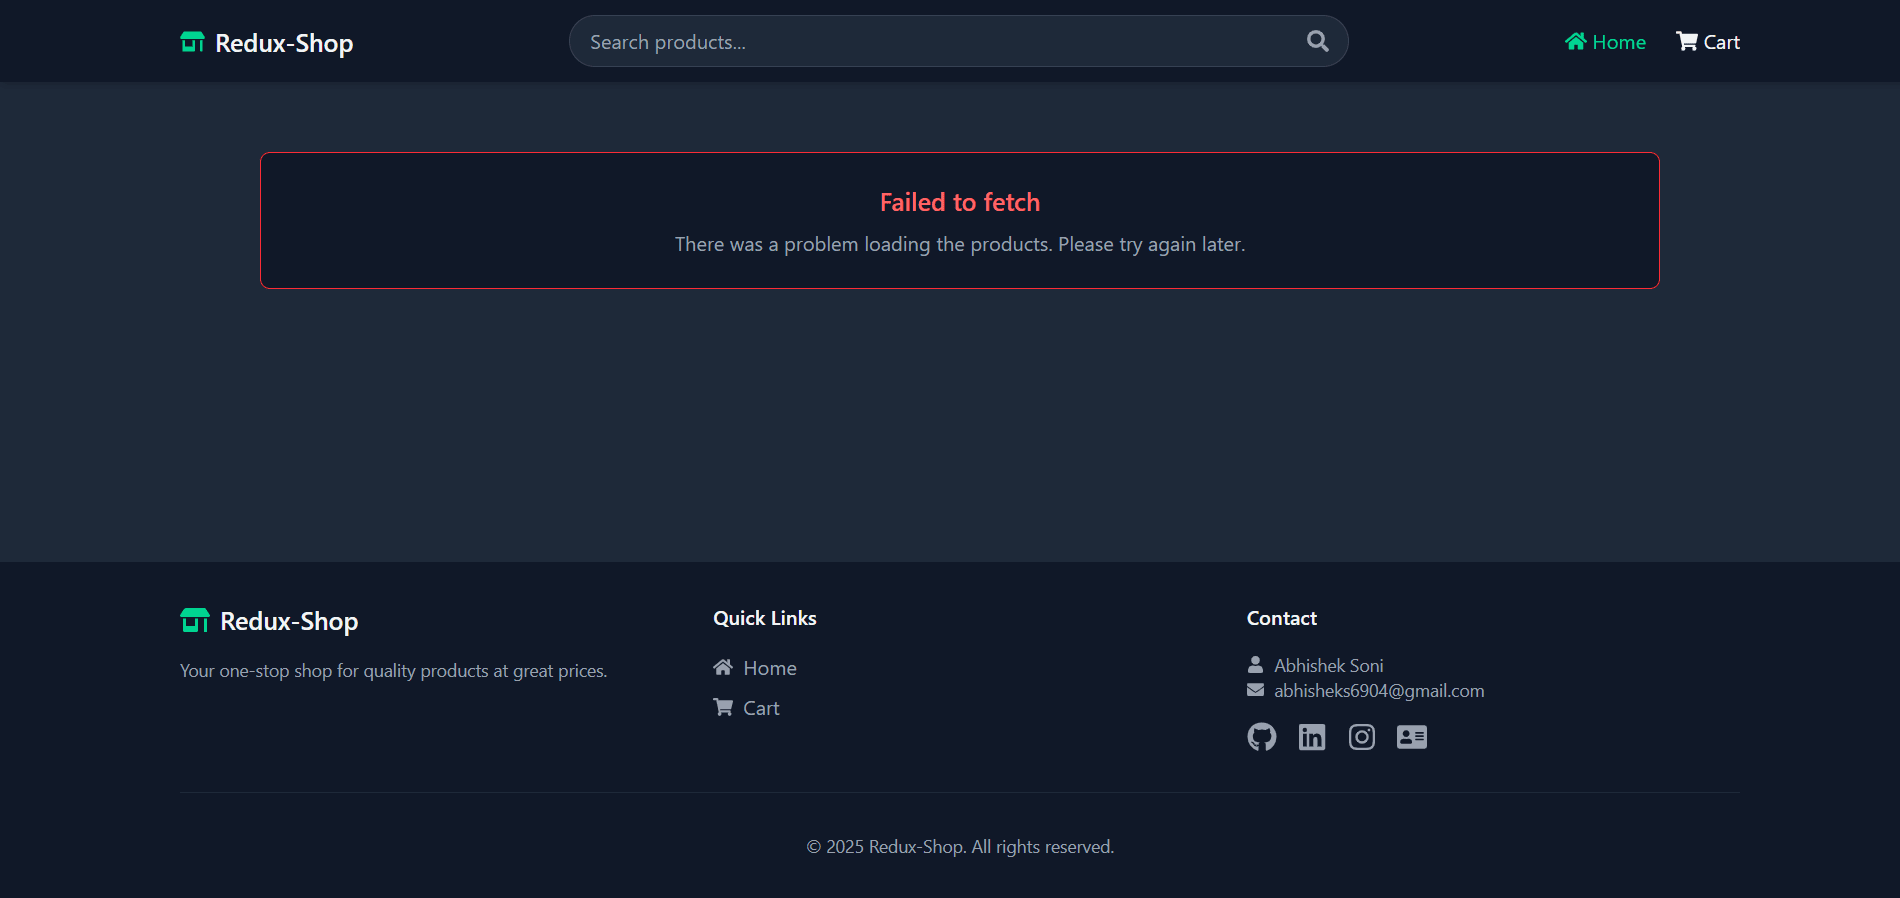 Redux-Shop
Search products...
Home
Cart
Failed to fetch
There was a problem loading the products. Please try again later.
Redux-Shop
Your one-stop shop for quality products at great prices.
Quick Links
Home
Cart
Contact
Abhishek Soni
abhisheks6904@gmail.com
© 2025 Redux-Shop. All rights reserved.